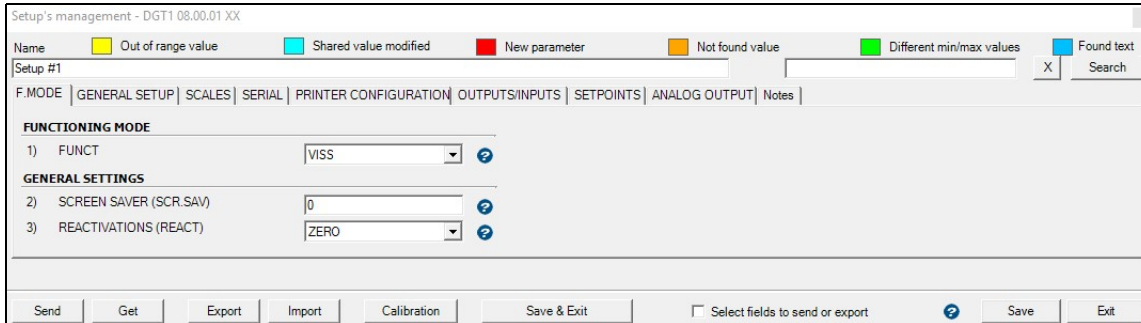 Setup's management - DGT1 08.00.01 XX
Name Out of range value Shared value modified New parameter Not found value Different min/max values Found text
Setup #1 X Search
F.MODE GENERAL SETUP SCALES SERIAL PRINTER CONFIGURATION OUTPUTS/INPUTS SETPOINTS ANALOG OUTPUT Notes
FUNCTIONING MODE
1) FUNCT VISS ?
GENERAL SETTINGS
2) SCREEN SAVER (SCR.SAV) 0 ?
3) REACTIVATIONS (REACT) ZERO ?
Send Get Export Import Calibration Save & Exit Select fields to send or export ? Save Exit